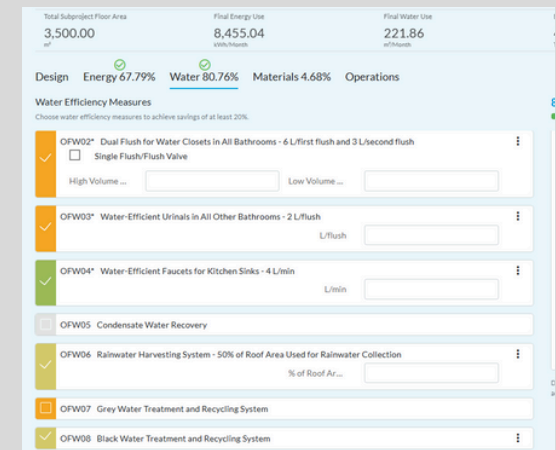 Total Subproject Floor Area
Final Energy Use
Final Water Use
3,500.00
8,455.04
221.86
m²
kWh/Month
m³/Month
Design Energy 67.79% Water 80.76% Materials 4.68% Operations
Water Efficiency Measures
Choose water efficiency measures to achieve savings of at least 20%.
OFW02* Dual Flush for Water Closets in All Bathrooms - 6 L/first flush and 3 L/second flush
Single Flush/Flush Valve
High Volume ...
Low Volume ...
OFW03* Water-Efficient Urinals in All Other Bathrooms - 2 L/flush
L/flush
OFW04* Water-Efficient Faucets for Kitchen Sinks - 4 L/min
L/min
OFW05 Condensate Water Recovery
OFW06 Rainwater Harvesting System - 50% of Roof Area Used for Rainwater Collection
% of Roof Ar...
OFW07 Grey Water Treatment and Recycling System
OFW08 Black Water Treatment and Recycling System